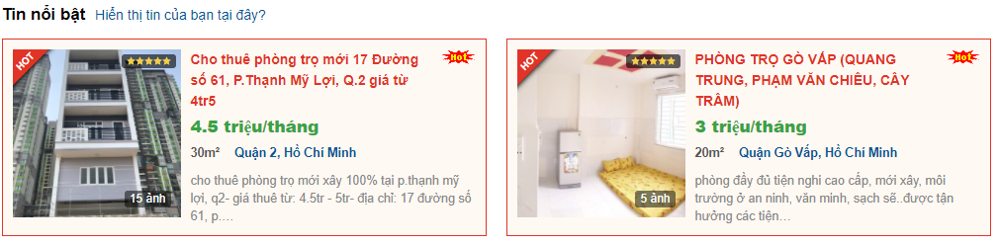 Tin nổi bật Hiển thị tin của bạn tại đây?
HOT
★★★★★
15 ảnh
Cho thuê phòng trọ mới 17 Đường
số 61, P.Thạnh Mỹ Lợi, Q.2 giá từ
4tr5
Hot
4.5 triệu/tháng
30m² Quận 2, Hồ Chí Minh
cho thuê phòng trọ mới xây 100% tại p.thạnh mỹ
lợi, q2- giá thuê từ: 4.5tr - 5tr- địa chỉ: 17 đường số
61, p....
HOT
★★★★★
5 ảnh
PHÒNG TRỌ GÒ VẤP (QUANG
TRUNG, PHẠM VĂN CHIÊU, CÂY
TRÂM)
Hot
3 triệu/tháng
20m² Quận Gò Vấp, Hồ Chí Minh
phòng đầy đủ tiện nghi cao cấp, mới xây, môi
trường ở an ninh, văn minh, sạch sẽ..được tận
hưởng các tiện...